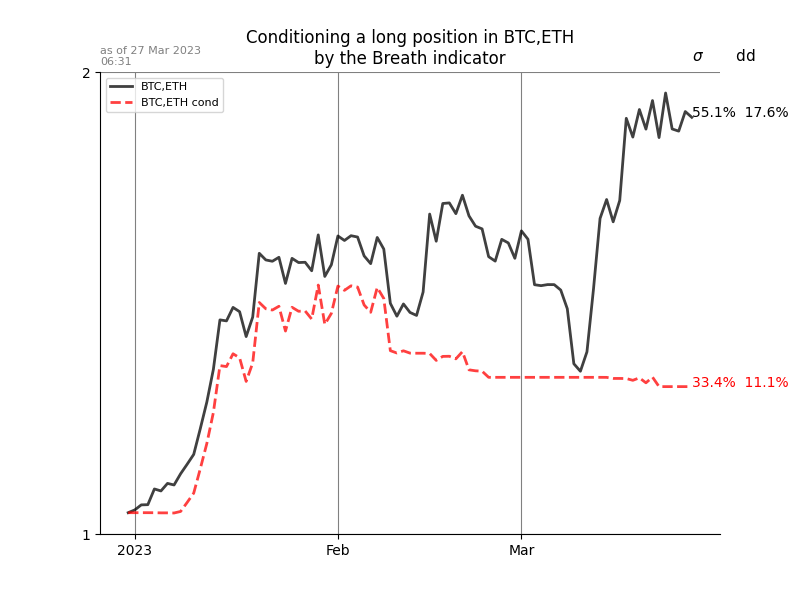 Conditioning a long position in BTC,ETH
by the Breath indicator
as of 27 Mar 2023
06:31
σ dd
2
BTC,ETH
BTC,ETH cond
55.1% 17.6%
33.4% 11.1%
1
2023 Feb Mar